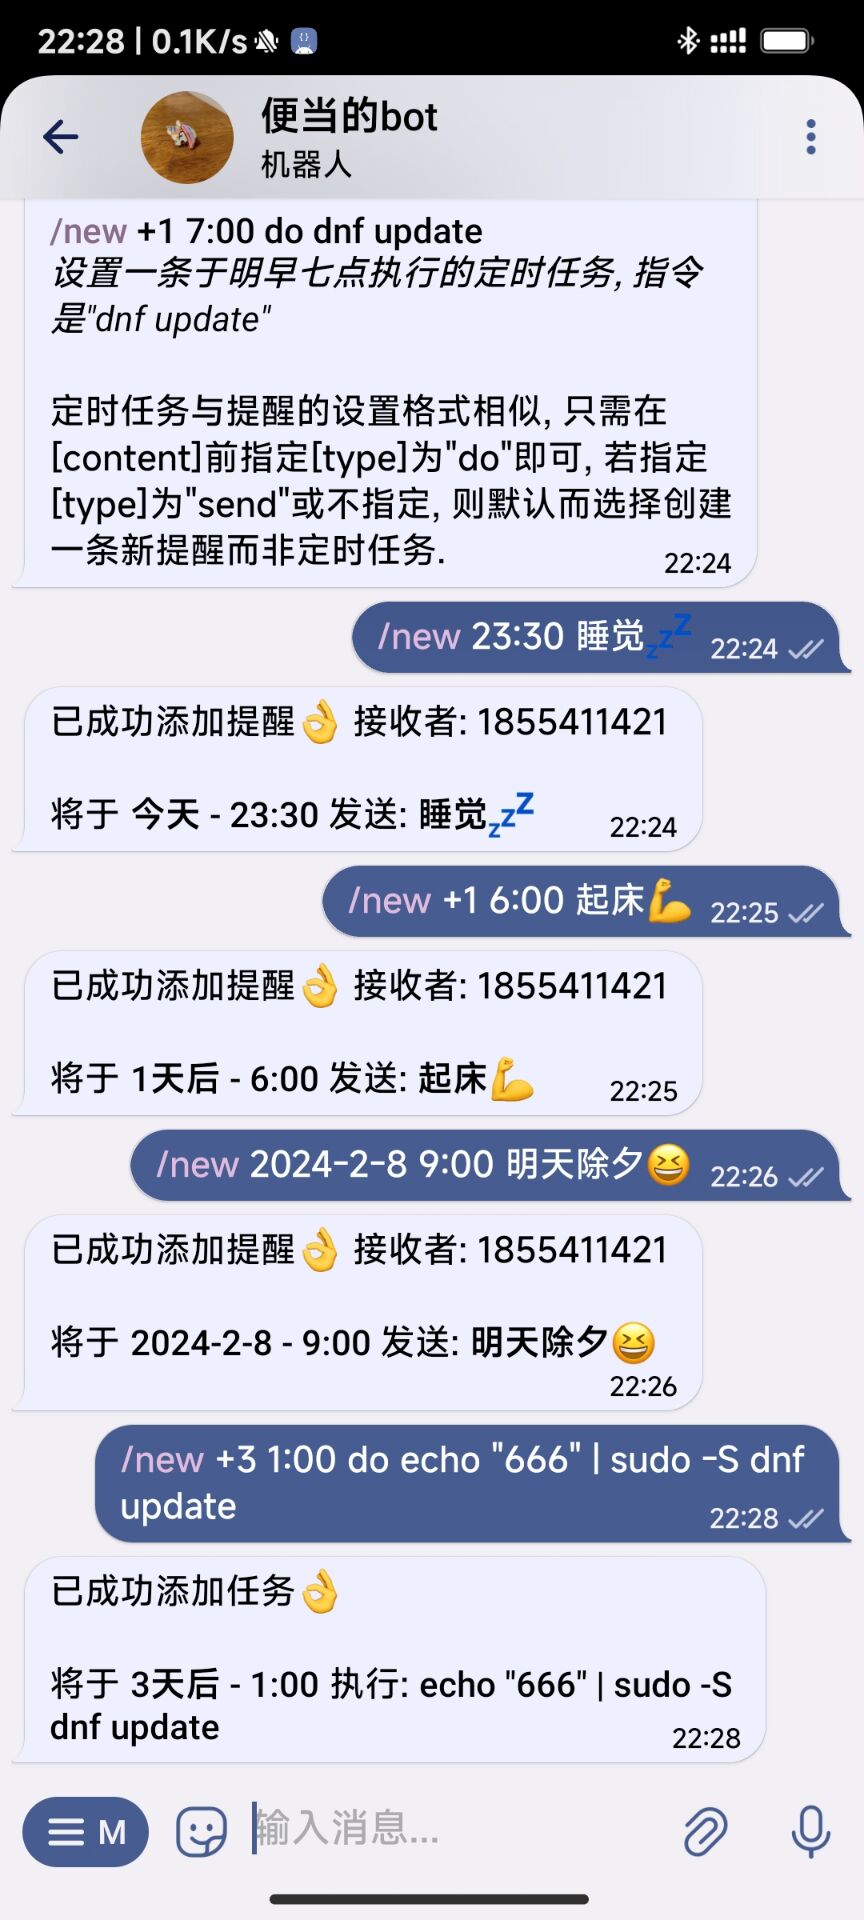 22:28 | 0.1K/s
便当的bot
机器人
/new +1 7:00 do dnf update
设置一条于明早七点执行的定时任务, 指令
是"dnf update"
定时任务与提醒的设置格式相似, 只需在
[content]前指定[type]为"do"即可, 若指定
[type]为"send"或不指定, 则默认而选择创建
一条新提醒而非定时任务.
22:24
/new 23:30 睡觉💤 22:24
已成功添加提醒👌 接收者: 1855411421
将于 今天 - 23:30 发送: 睡觉💤
22:24
/new +1 6:00 起床💪 22:25
已成功添加提醒👌 接收者: 1855411421
将于 1天后 - 6:00 发送: 起床💪
22:25
/new 2024-2-8 9:00 明天除夕😆 22:26
已成功添加提醒👌 接收者: 1855411421
将于 2024-2-8 - 9:00 发送: 明天除夕😆
22:26
/new +3 1:00 do echo "666" | sudo -S dnf
update
22:28
已成功添加任务👌
将于 3天后 - 1:00 执行: echo "666" | sudo -S
dnf update
22:28
M
输入消息...